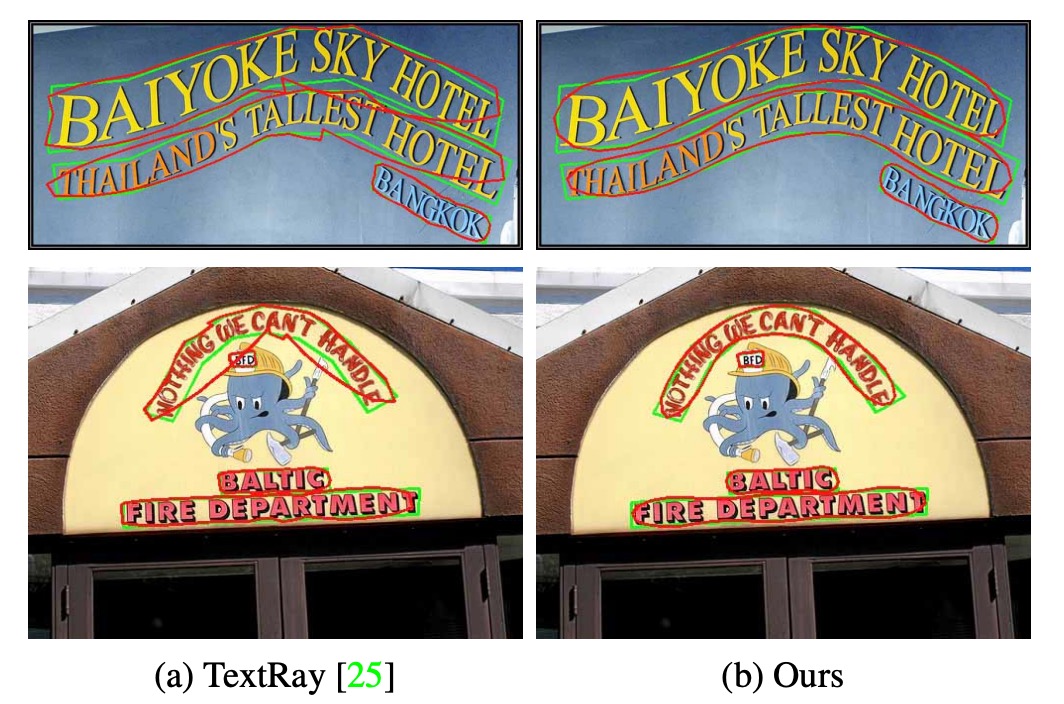 BAIYOKE SKY HOTEL
THAILAND'S TALLEST HOTEL
BANGKOK
BAIYOKE SKY HOTEL
THAILAND'S TALLEST HOTEL
BANGKOK
NOTHING WE CAN'T HANDLE
BFD
BALTIC
FIRE DEPARTMENT
NOTHING WE CAN'T HANDLE
BFD
BALTIC
FIRE DEPARTMENT
(a) TextRay [25]
(b) Ours